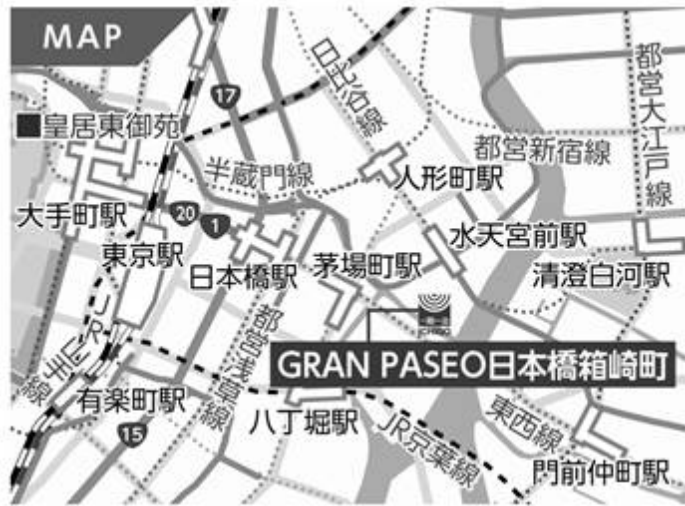 MAP
日比谷線
17
都営大江戸線
■皇居東御苑
半蔵門線
都営新宿線
人形町駅
大手町駅
20
1
水天宮前駅
東京駅
日本橋駅
茅場町駅
清澄白河駅
JR山手線
都営浅草線
GRAN PASEO日本橋箱崎町
有楽町駅
15
八丁堀駅
JR京葉線
東西線
門前仲町駅